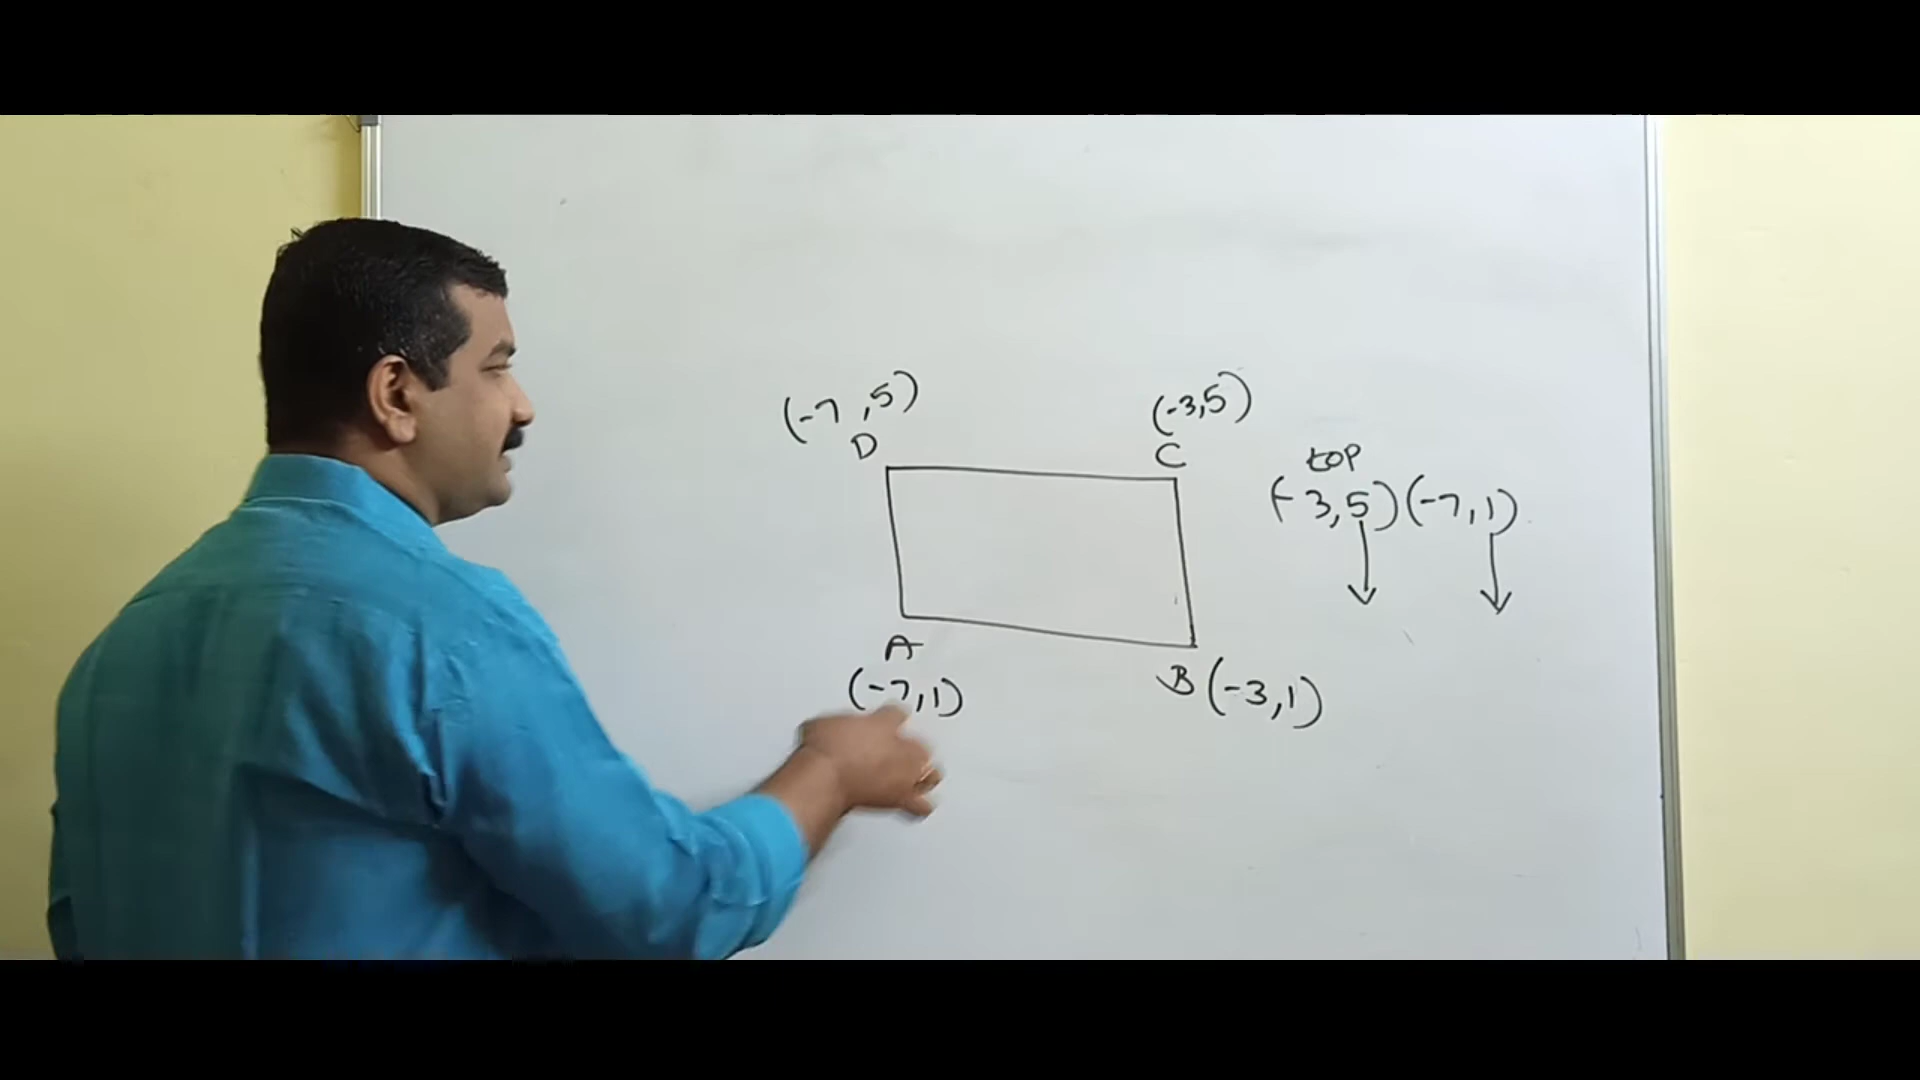 (-7,5)
(-3,5)
D
C
top
(-3,5)(-7,1)
A
(-7,1)
B(-3,1)